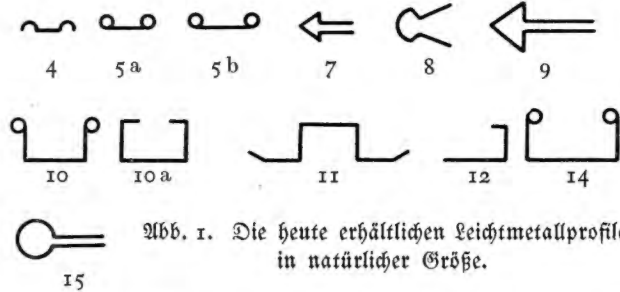 4 5a 5b 7 8 9
10 10a 11 12 14
15
Abb. 1. Die heute erhältlichen Leichtmetallprofile
in natürlicher Größe.